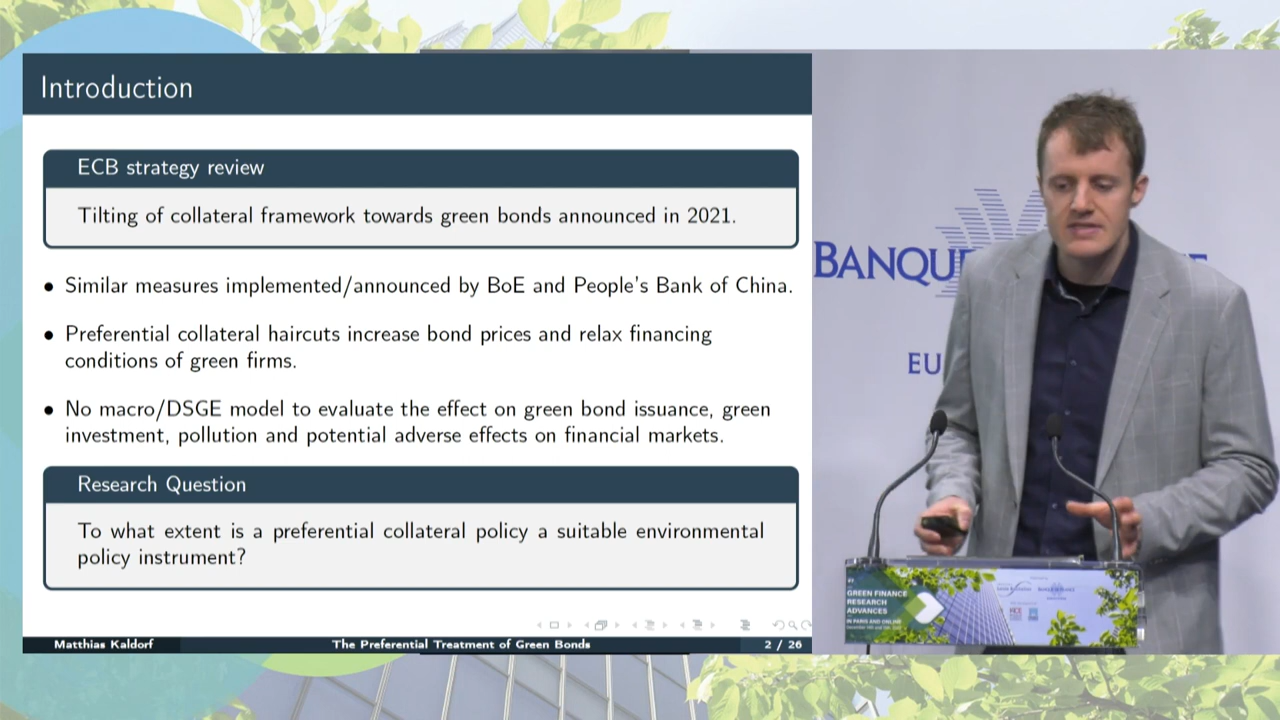 Introduction
ECB strategy review
Tilting of collateral framework towards green bonds announced in 2021.
• Similar measures implemented/announced by BoE and People's Bank of China.
• Preferential collateral haircuts increase bond prices and relax financing
conditions of green firms.
• No macro/DSGE model to evaluate the effect on green bond issuance, green
investment, pollution and potential adverse effects on financial markets.
Research Question
To what extent is a preferential collateral policy a suitable environmental
policy instrument?
Matthias Kaldorf The Preferential Treatment of Green Bonds 2 / 26
BANQU
EU
GREEN FINANCE
RESEARCH
ADVANCES
IN PARIS AND ONLINE